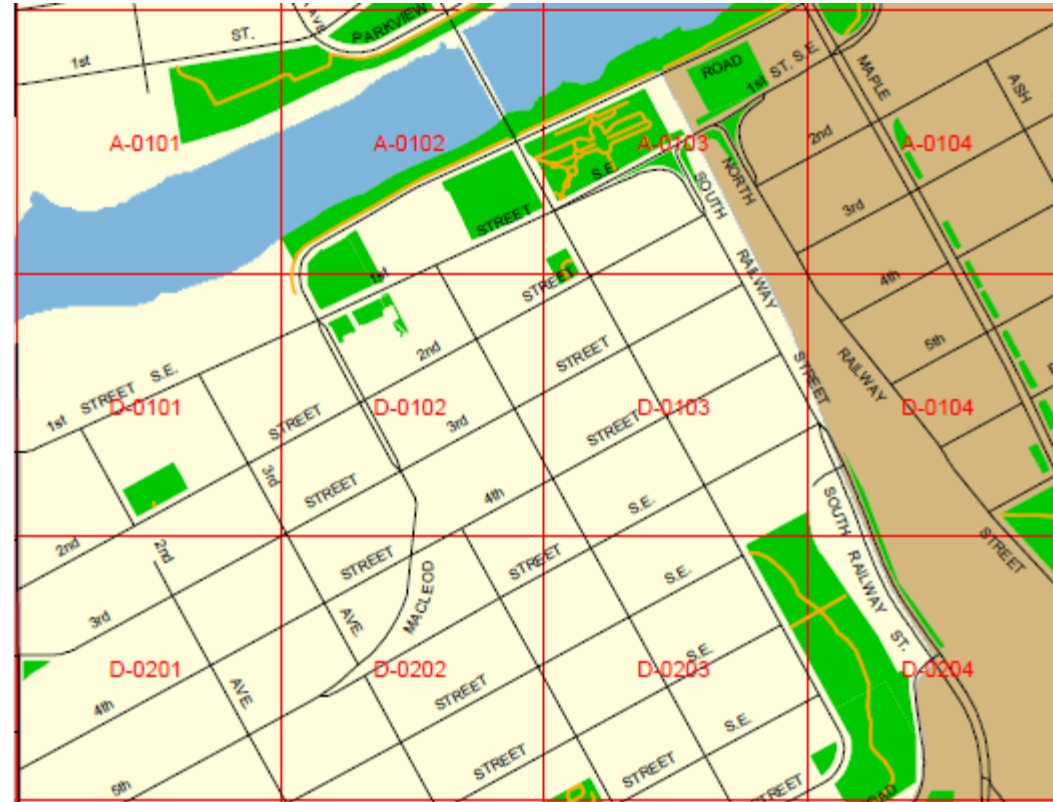 AVE
PARKVIEW
ST.
1st
ROAD
1st ST. S.E.
MAPLE
ASH
A-0101
A-0102
A-0103
A-0104
2nd
S.E.
SOUTH
NORTH
3rd
STREET
RAILWAY
4th
1st
STREET
2nd
STREET
STREET
RAILWAY
5th
1st STREET S.E.
D-0101
D-0102
D-0103
D-0104
STREET
3rd
STREET
3rd
STREET
4th
S.E.
SOUTH
2nd
2nd
STREET
STREET
STREET
RAILWAY
MACLEOD
S.E.
3rd
AVE.
ST.
D-0201
D-0202
D-0203
D-0204
S.E.
4th
AVE.
STREET
S.E.
5th
STREET
STREET
STREET